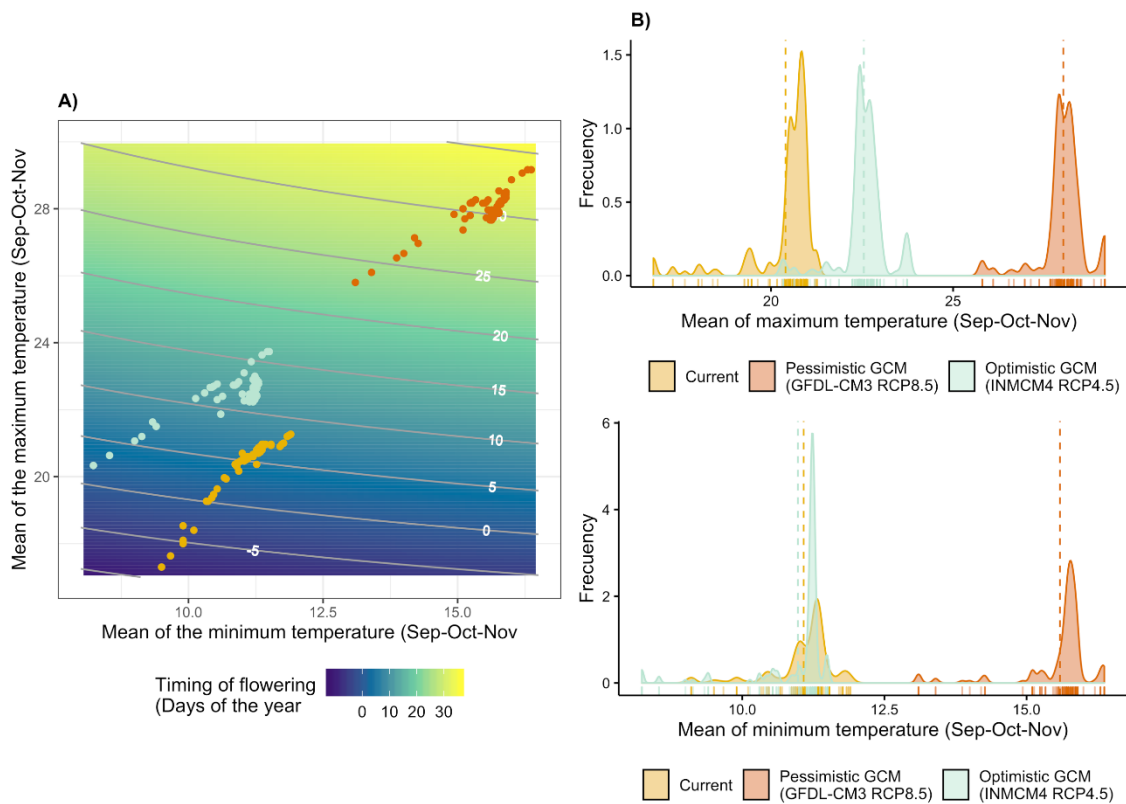 A)
Mean of the maximum temperature (Sep-Oct-Nov
28
24
20
25
20
15
10
5
0
-5
10.0 12.5 15.0
Mean of the minimum temperature (Sep-Oct-Nov
Timing of flowering
(Days of the year
0 10 20 30
B)
Frecuency
1.5
1.0
0.5
0.0
20 25
Mean of maximum temperature (Sep-Oct-Nov)
Current
Pessimistic GCM
(GFDL-CM3 RCP8.5)
Optimistic GCM
(INMCM4 RCP4.5)
Frecuency
6
4
2
0
10.0 12.5 15.0
Mean of minimum temperature (Sep-Oct-Nov)
Current
Pessimistic GCM
(GFDL-CM3 RCP8.5)
Optimistic GCM
(INMCM4 RCP4.5)